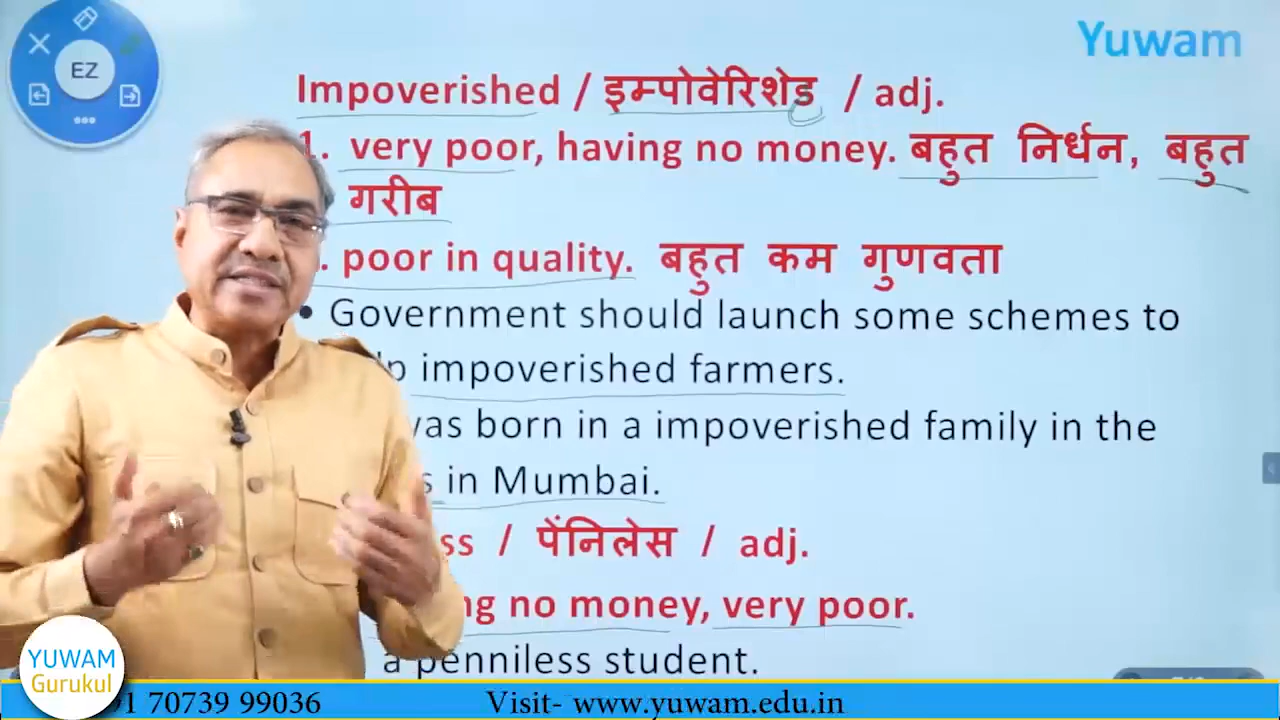 EZ
Yuwam
Impoverished / इम्पोवेरिशेड / adj.
1. very poor, having no money. बहुत निर्धन, बहुत
गरीब
poor in quality. बहुत कम गुणवता
• Government should launch some schemes to
impoverished farmers.
born in a impoverished family in the
in Mumbai.
/ पेंनिलेस / adj.
no money, very poor.
a penniless student.
YUWAM
Gurukul
70739 99036
Visit- www.yuwam.edu.in